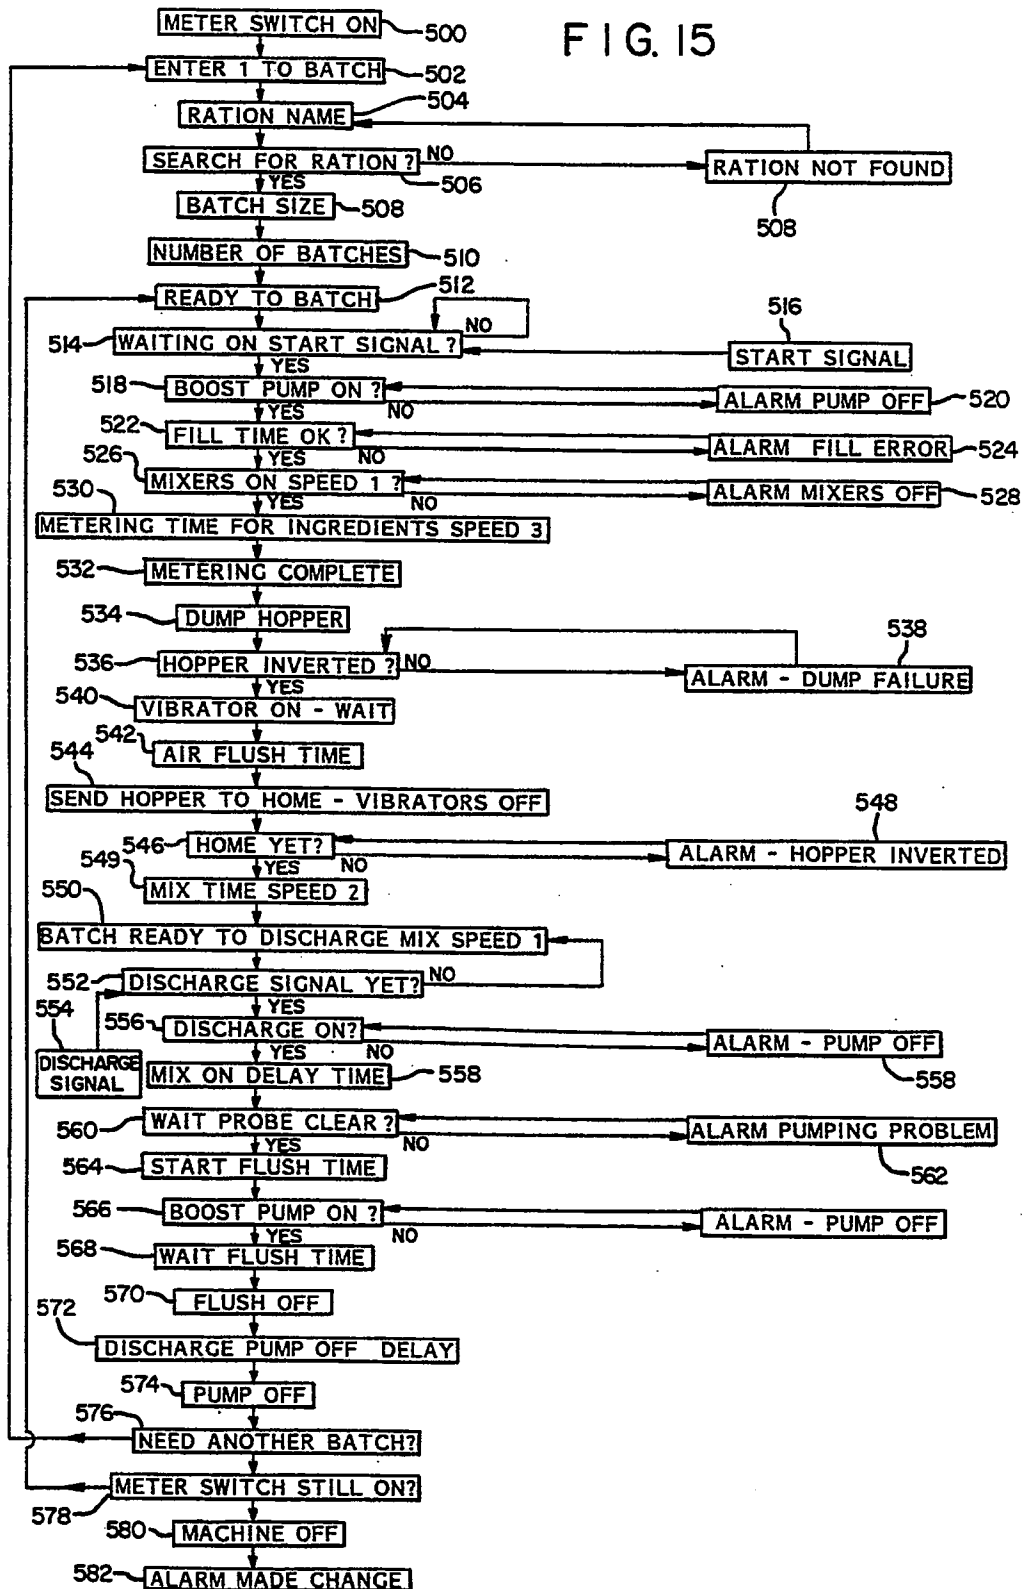 FIG. 15
METER SWITCH ON 500
ENTER 1 TO BATCH 502
504
RATION NAME
SEARCH FOR RATION ? NO RATION NOT FOUND
506
YES
BATCH SIZE 508
508
NUMBER OF BATCHES 510
READY TO BATCH 512
NO
516
514 WAITING ON START SIGNAL ?
START SIGNAL
YES
518 BOOST PUMP ON ? ALARM PUMP OFF 520
YES NO
522 FILL TIME OK ? ALARM FILL ERROR 524
YES NO
526 MIXERS ON SPEED 1 ? ALARM MIXERS OFF 528
YES NO
530
METERING TIME FOR INGREDIENTS SPEED 3
532 METERING COMPLETE
534 DUMP HOPPER
538
536 HOPPER INVERTED ? NO ALARM - DUMP FAILURE
YES
540 VIBRATOR ON - WAIT
542 AIR FLUSH TIME
544
SEND HOPPER TO HOME - VIBRATORS OFF
548
546 HOME YET? ALARM - HOPPER INVERTED
YES NO
549 MIX TIME SPEED 2
550
BATCH READY TO DISCHARGE MIX SPEED 1
552 DISCHARGE SIGNAL YET? NO
YES
554
556 DISCHARGE ON? ALARM - PUMP OFF
YES NO
558
DISCHARGE SIGNAL
MIX ON DELAY TIME 558
560 WAIT PROBE CLEAR ? ALARM PUMPING PROBLEM
YES NO
562
564 START FLUSH TIME
566 BOOST PUMP ON ? ALARM - PUMP OFF
YES NO
568 WAIT FLUSH TIME
570 FLUSH OFF
572
DISCHARGE PUMP OFF DELAY
574 PUMP OFF
576
NEED ANOTHER BATCH?
METER SWITCH STILL ON?
578
580 MACHINE OFF
582 ALARM MADE CHANGE